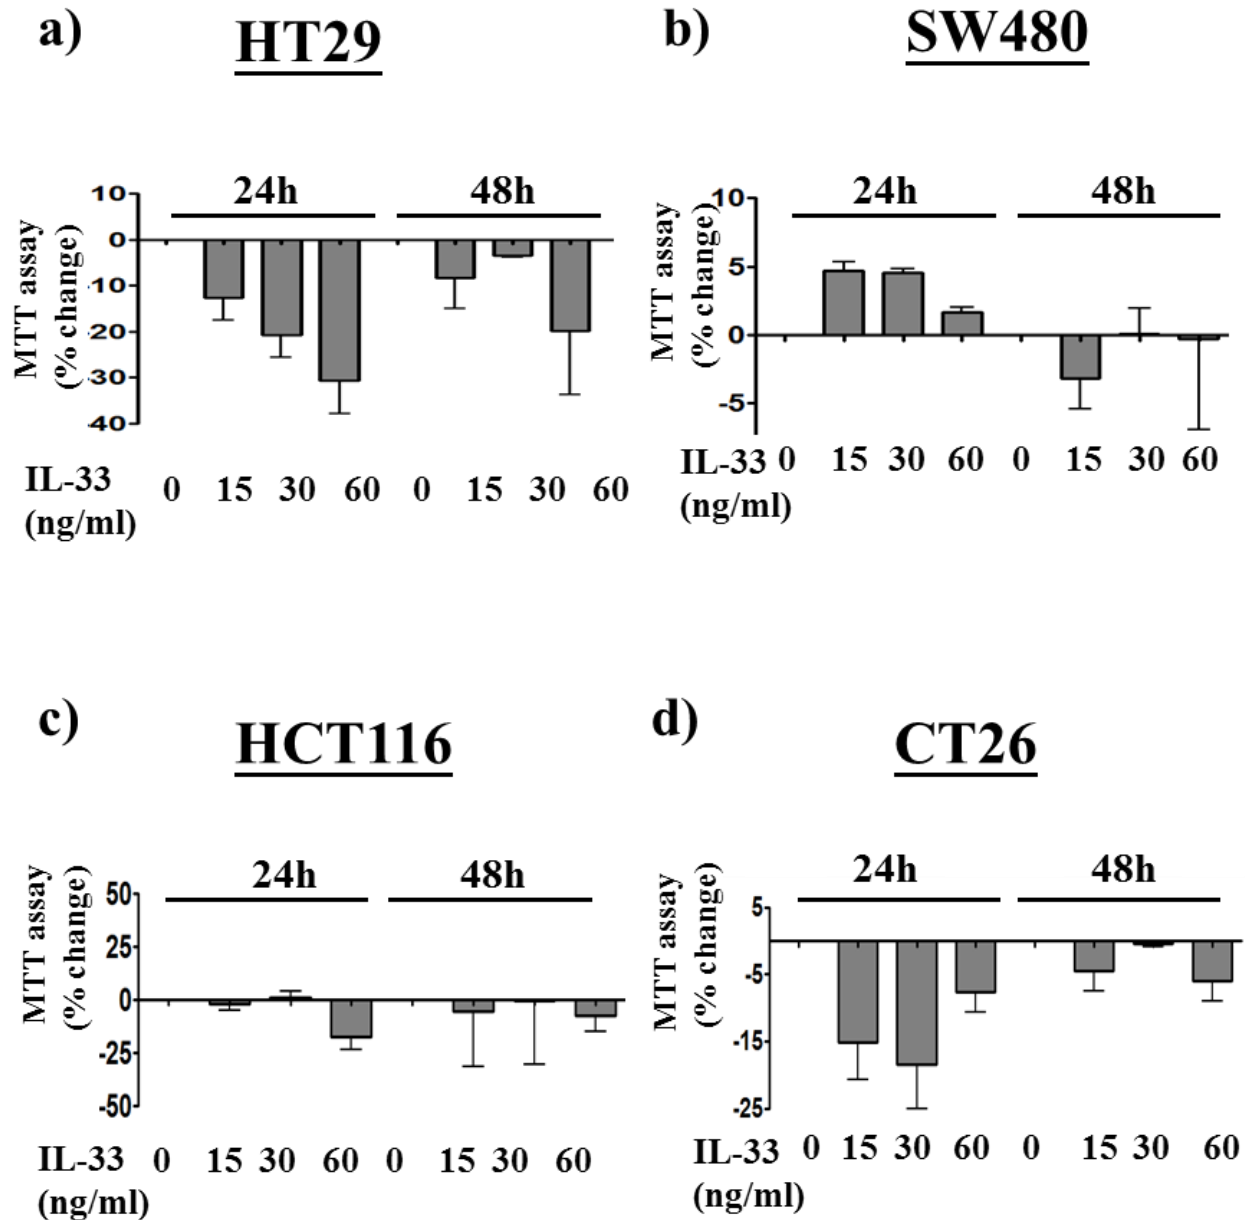 a)
HT29
24h
48h
MTT assay
(% change)
10
0
-10
-20
-30
-40
IL-33
(ng/ml)
0 15 30 60 0 15 30 60
b)
SW480
24h
48h
MTT assay
(% change)
10
5
0
-5
IL-33 0 15 30 60 0 15 30 60
(ng/ml)
c)
HCT116
24h
48h
MTT assay
(% change)
50
25
0
-25
-50
IL-33 0 15 30 60 0 15 30 60
(ng/ml)
d)
CT26
24h
48h
MTT assay
(% change)
5
-5
-15
-25
IL-33 0 15 30 60 0 15 30 60
(ng/ml)